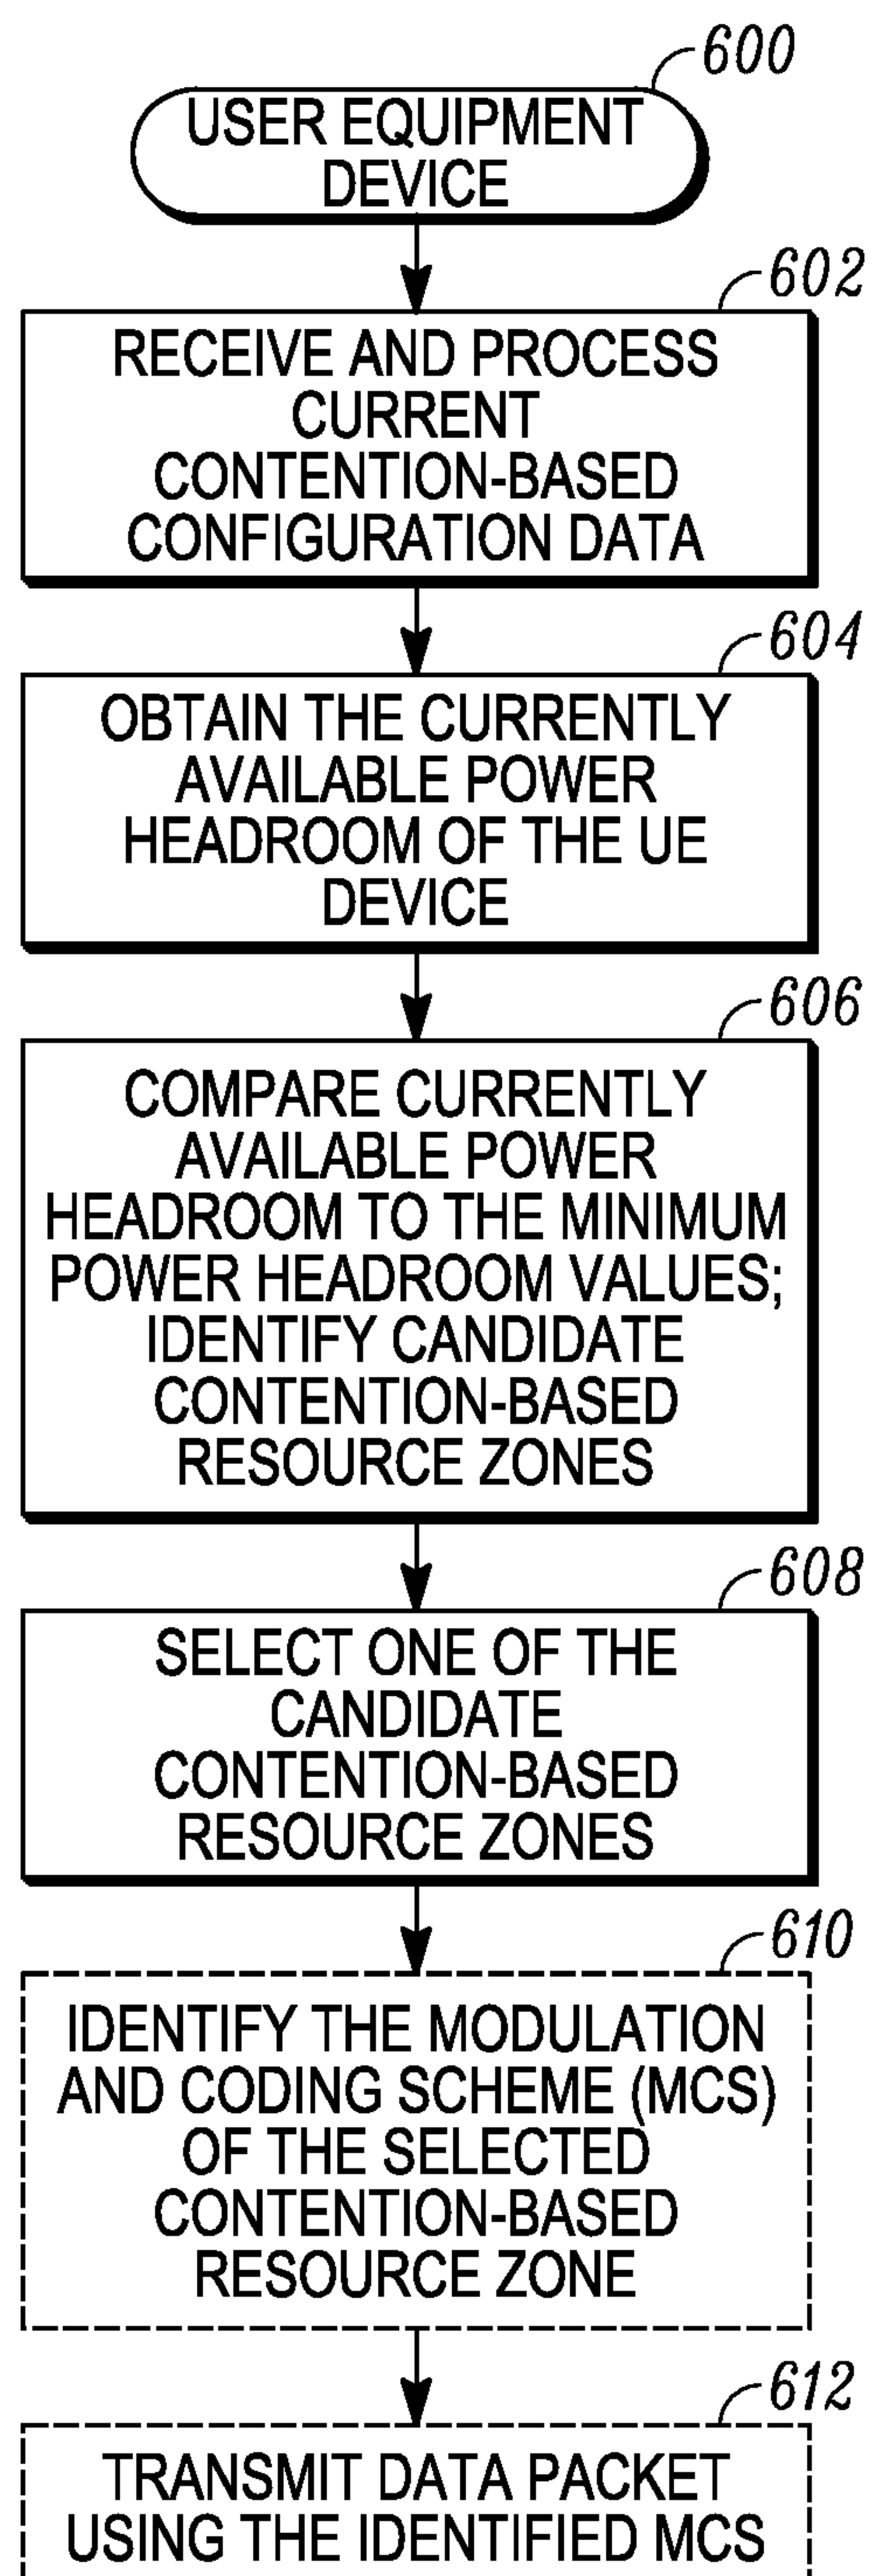 600
USER EQUIPMENT
DEVICE
602
RECEIVE AND PROCESS
CURRENT
CONTENTION-BASED
CONFIGURATION DATA
604
OBTAIN THE CURRENTLY
AVAILABLE POWER
HEADROOM OF THE UE
DEVICE
606
COMPARE CURRENTLY
AVAILABLE POWER
HEADROOM TO THE MINIMUM
POWER HEADROOM VALUES;
IDENTIFY CANDIDATE
CONTENTION-BASED
RESOURCE ZONES
608
SELECT ONE OF THE
CANDIDATE
CONTENTION-BASED
RESOURCE ZONES
610
IDENTIFY THE MODULATION
AND CODING SCHEME (MCS)
OF THE SELECTED
CONTENTION-BASED
RESOURCE ZONE
612
TRANSMIT DATA PACKET
USING THE IDENTIFIED MCS